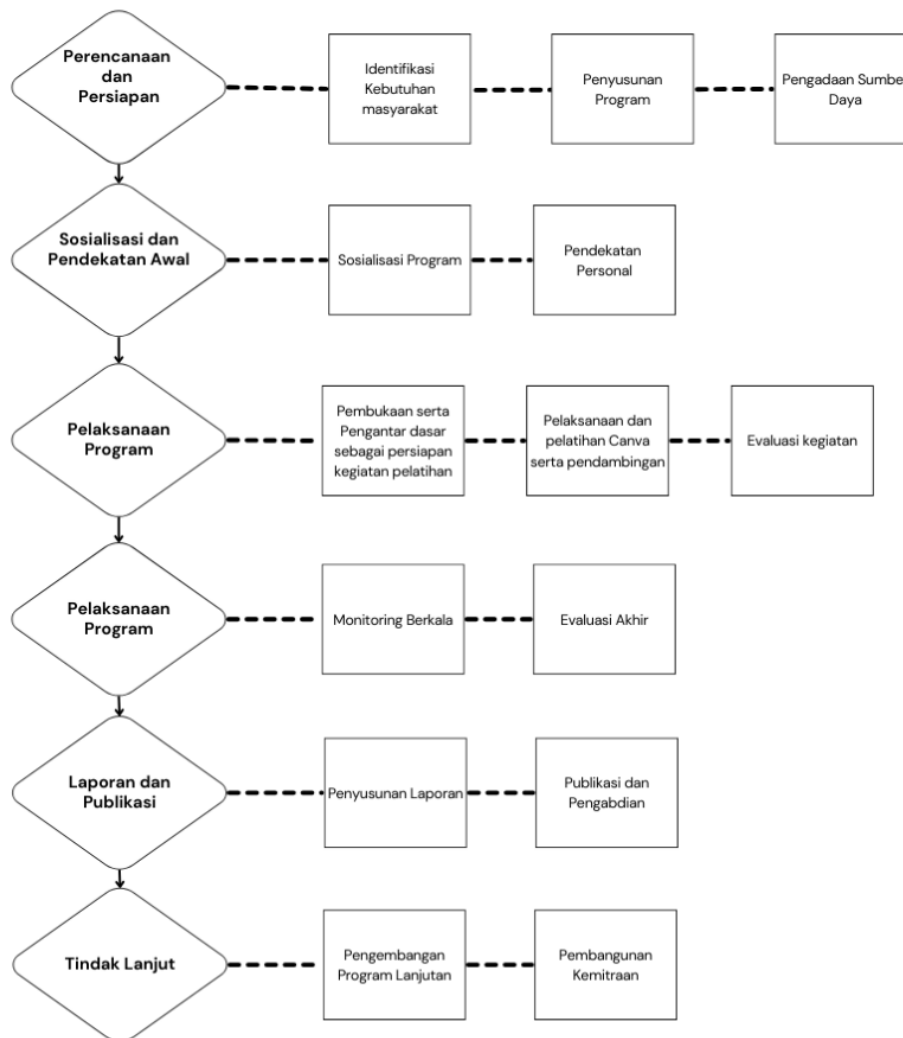 Perencanaan
dan
Persiapan
Identifikasi
Kebutuhan
masyarakat
Penyusunan
Program
Pengadaan Sumbe
Daya
Sosialisasi dan
Pendekatan Awal
Sosialisasi Program
Pendekatan
Personal
Pelaksanaan
Program
Pembukaan serta
Pengantar dasar
sebagai persiapan
kegiatan pelatihan
Pelaksanaan dan
pelatihan Canva
serta pendambingan
Evaluasi kegiatan
Pelaksanaan
Program
Monitoring Berkala
Evaluasi Akhir
Laporan dan
Publikasi
Penyusunan Laporan
Publikasi dan
Pengabdian
Tindak Lanjut
Pengembangan
Program Lanjutan
Pembangunan
Kemitraan